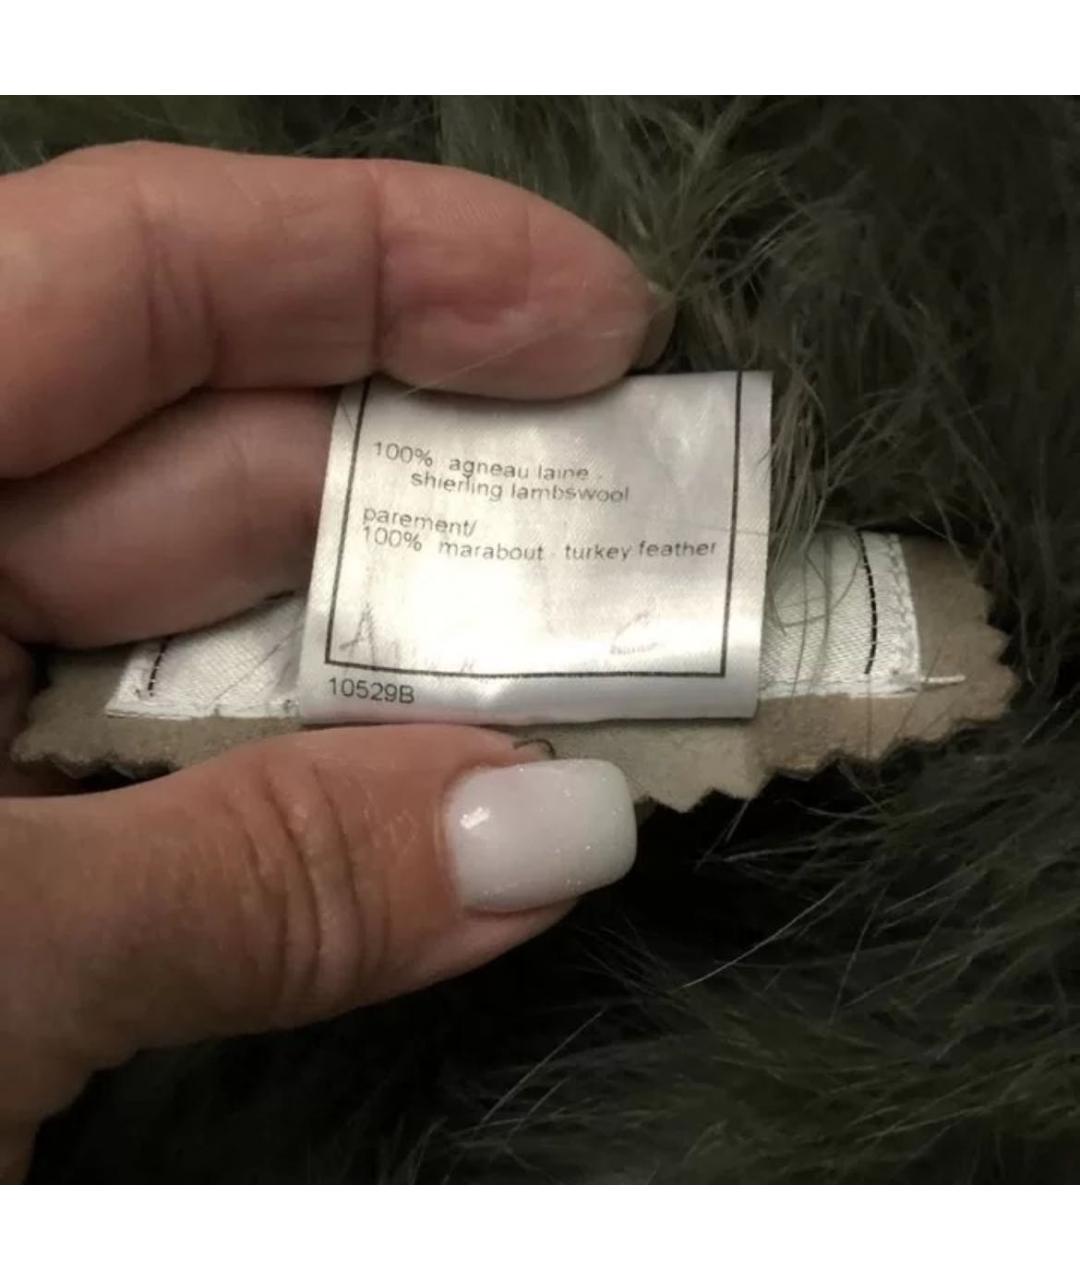 100% agneau laine
shierling lambswool
parement/
100% marabout - turkey feather
10529B